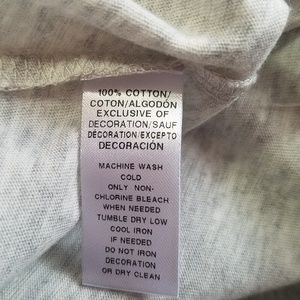 100% COTTON/
COTON/ALGODÓN
EXCLUSIVE OF
DECORATION/SAUF
DÉCORATION/EXCEPTO
DECORACIÓN
MACHINE WASH
COLD
ONLY NON-
CHLORINE BLEACH
WHEN NEEDED
TUMBLE DRY LOW
COOL IRON
IF NEEDED
DO NOT IRON
DECORATION
OR DRY CLEAN